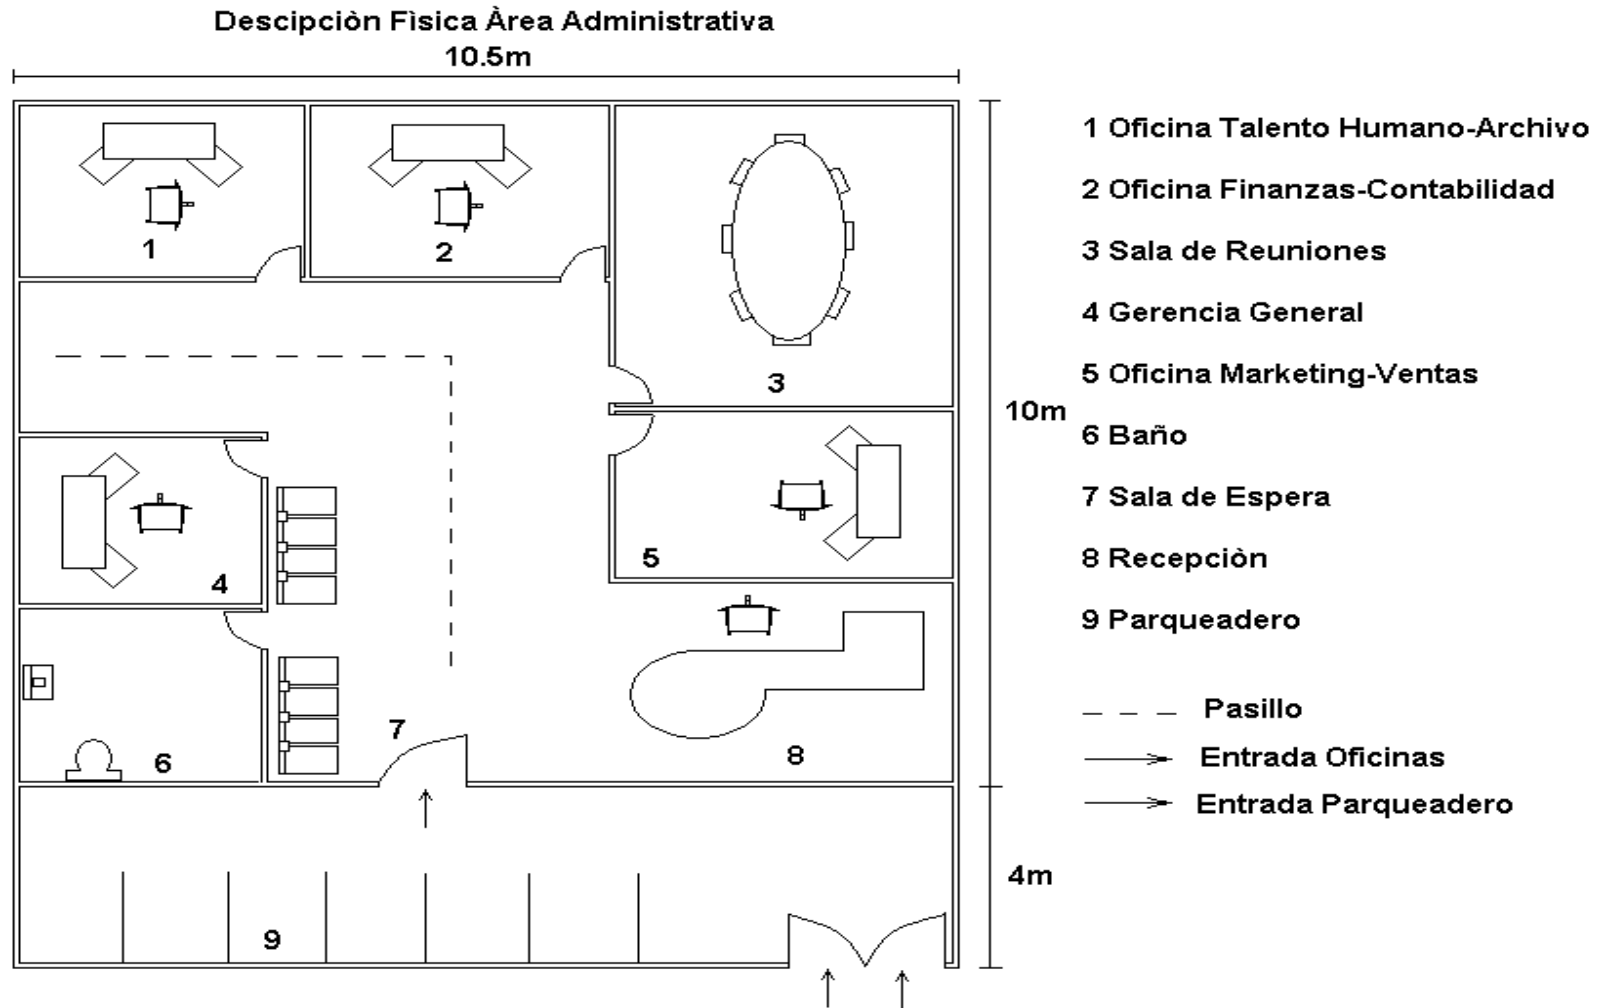 Descipciòn Fìsica Àrea Administrativa
10.5m
1 Oficina Talento Humano-Archivo
2 Oficina Finanzas-Contabilidad
3 Sala de Reuniones
4 Gerencia General
5 Oficina Marketing-Ventas
6 Baño
7 Sala de Espera
8 Recepciòn
9 Parqueadero
Pasillo
Entrada Oficinas
Entrada Parqueadero
1
2
3
10m
5
4
7
6
8
4m
9